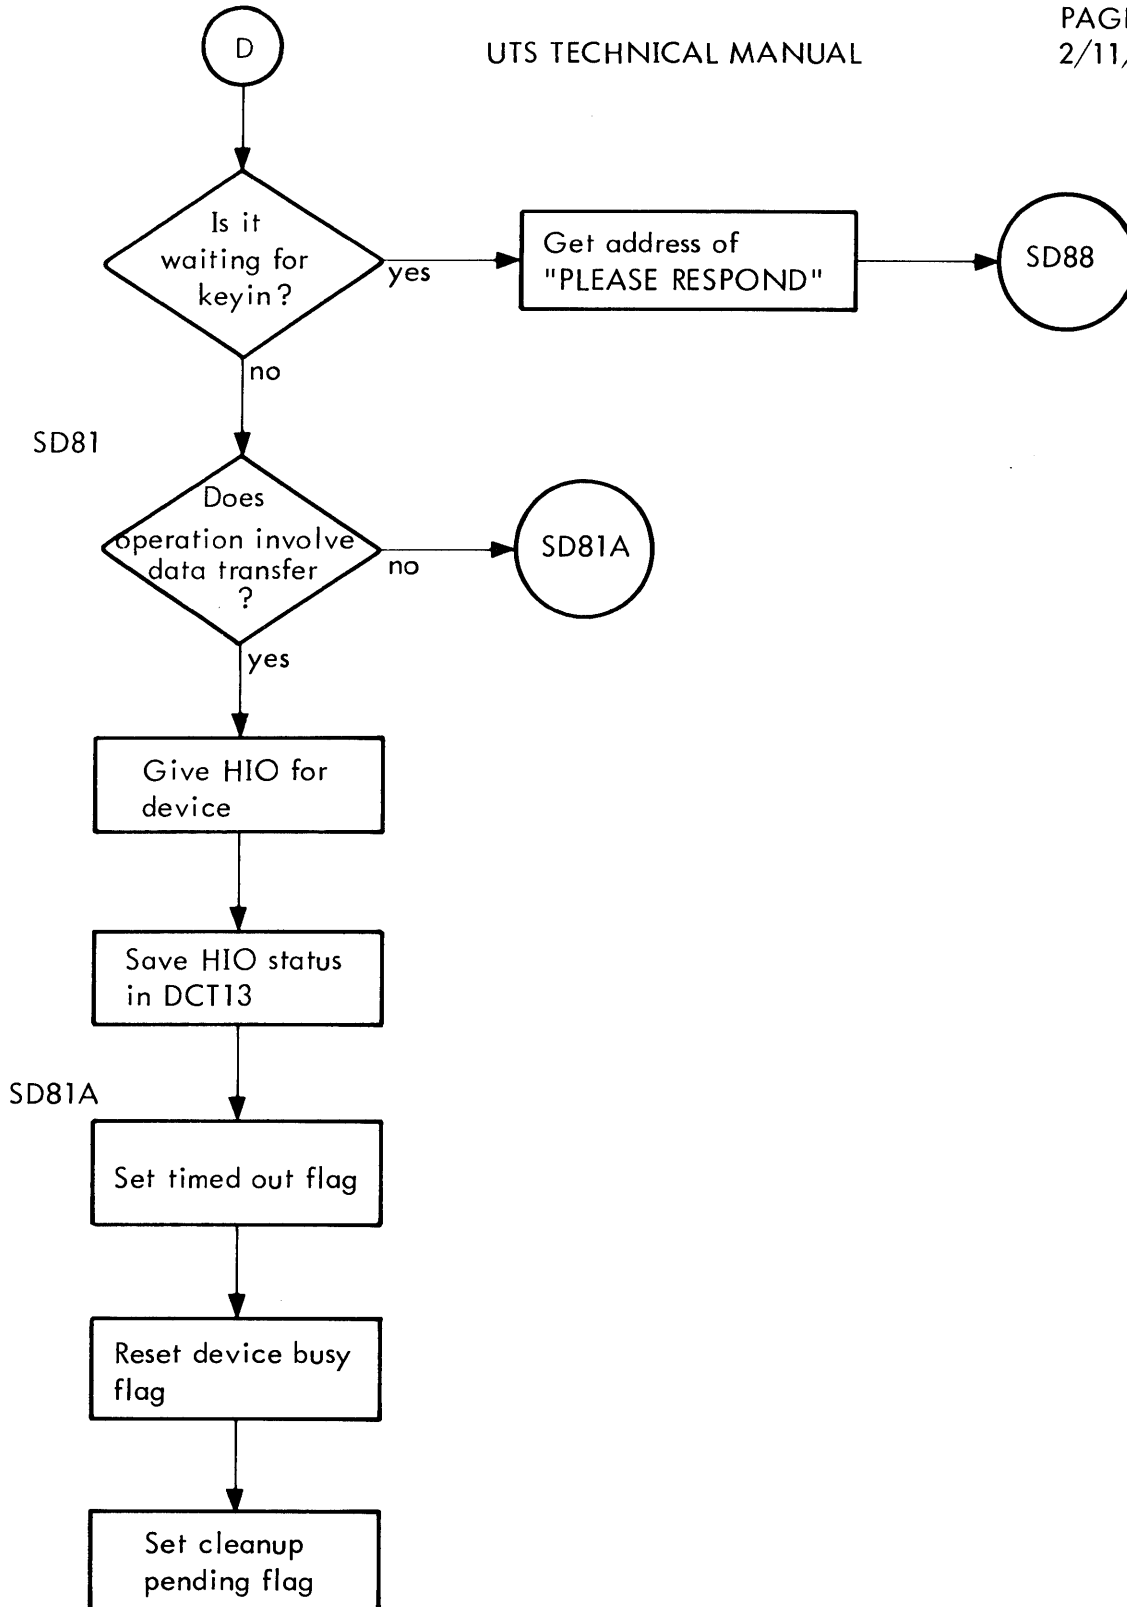 D
UTS TECHNICAL MANUAL
2/11/
Is it
waiting for
keyin?
yes
Get address of
"PLEASE RESPOND"
SD88
no
SD81
Does
operation involve
data transfer
?
no
SD81A
yes
Give HIO for
device
Save HIO status
in DCT13
SD81A
Set timed out flag
Reset device busy
flag
Set cleanup
pending flag